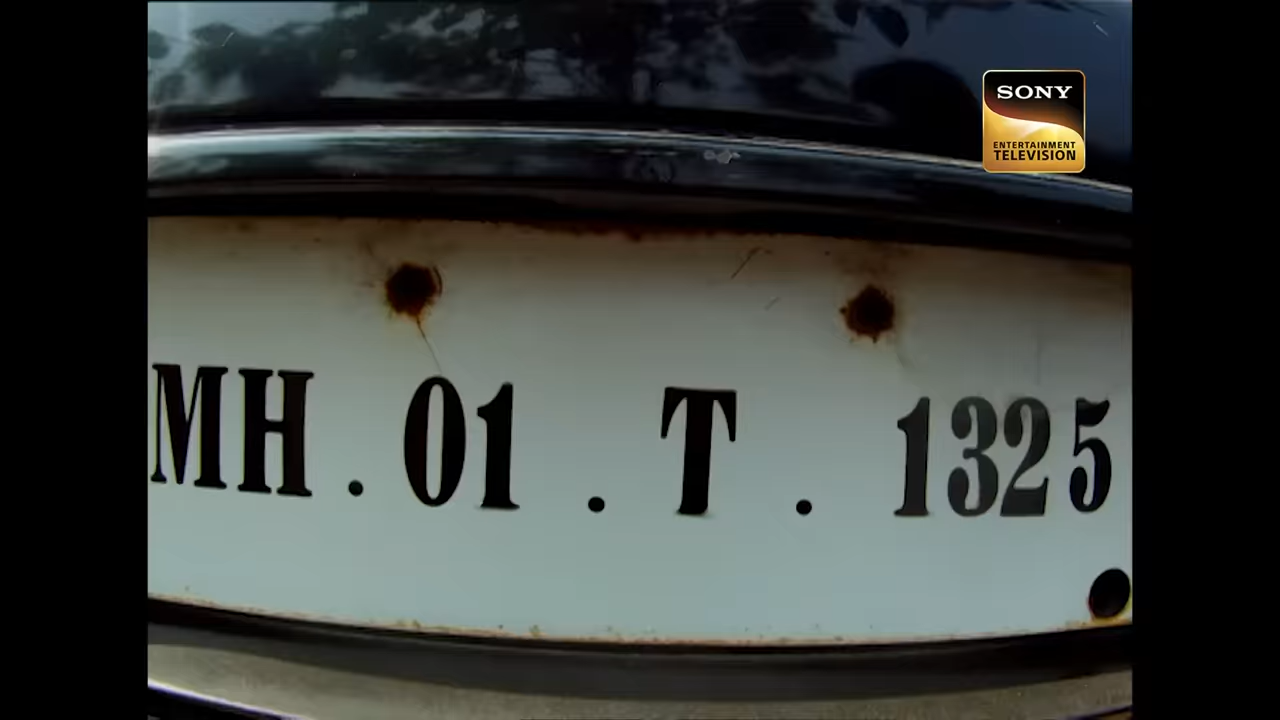 SONY
ENTERTAINMENT
TELEVISION
MH . 01 . T . 1325